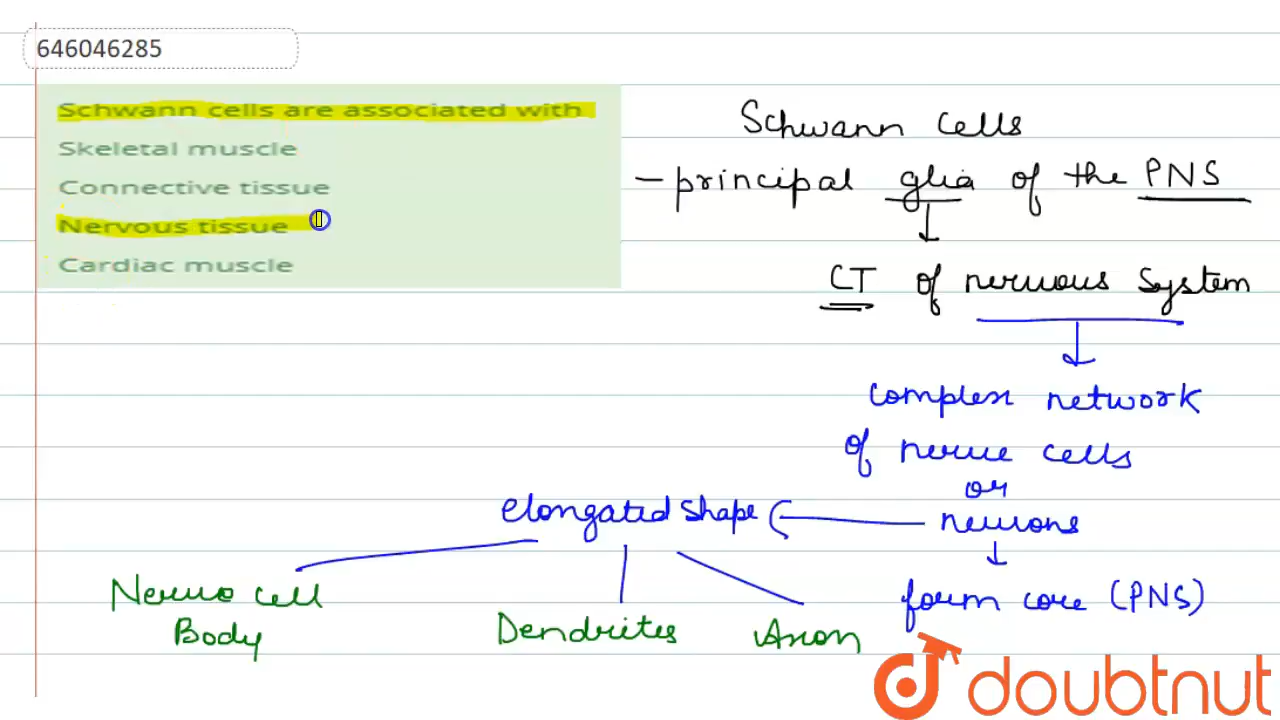 646046285
Schwann cells are associated with
Skeletal muscle
Connective tissue
Nervous tissue
Cardiac muscle
Schwann cells
- principal glia of the PNS
CT of nervous system
complex network
of nerve cells
or
elongated shape
neurons
form core (PNS)
Nerve cell
Body
Dendrites
Axon
doubtnut